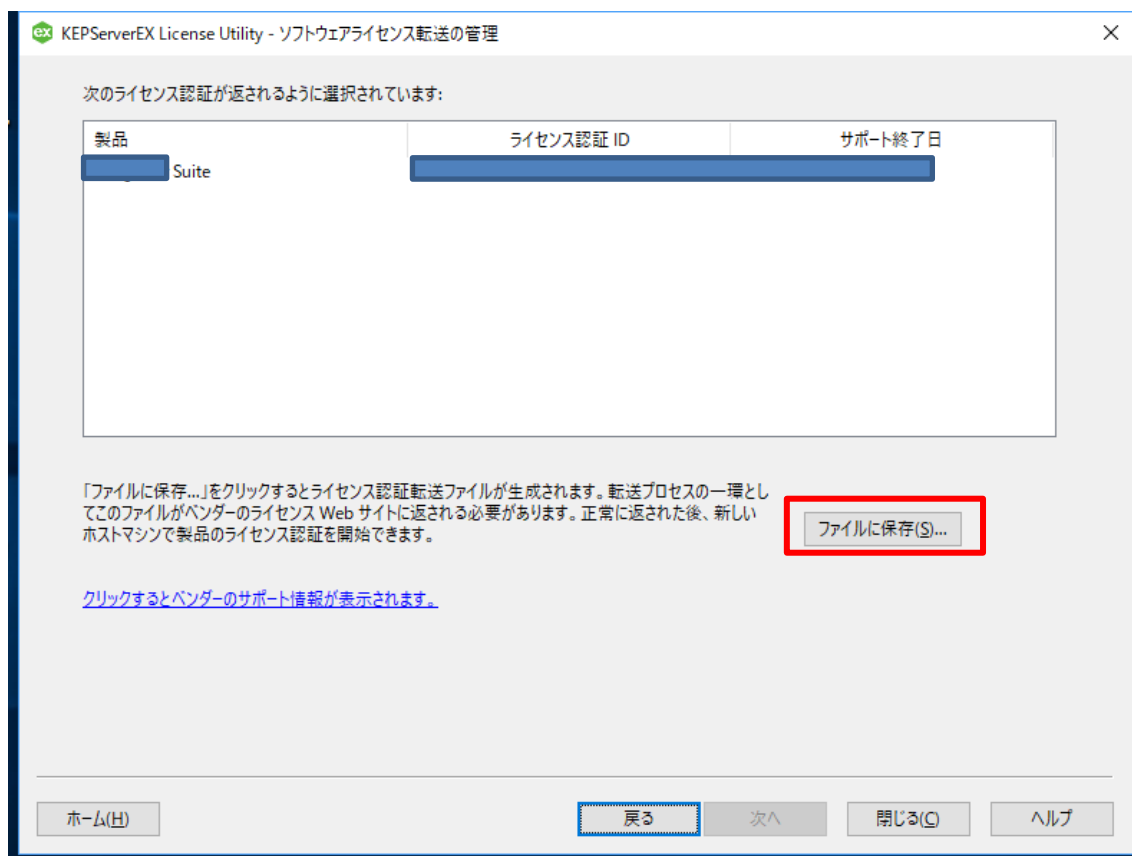 KEPServerEX License Utility - ソフトウェアライセンス転送の管理
次のライセンス認証が返されるように選択されています:
製品 ライセンス認証 ID サポート終了日
Suite
「ファイルに保存...」をクリックするとライセンス認証転送ファイルが生成されます。転送プロセスの一環とし
てこのファイルがベンダーのライセンス Web サイトに返される必要があります。正常に返された後、新しい
ホストマシンで製品のライセンス認証を開始できます。
ファイルに保存(S)...
クリックするとベンダーのサポート情報が表示されます。
ホーム(H) 戻る 次へ 閉じる(C) ヘルプ